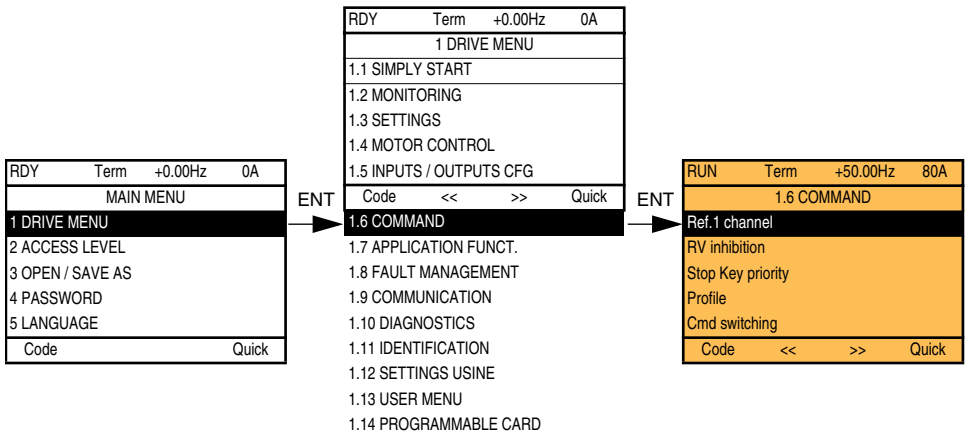 RDY Term +0.00Hz 0A
MAIN MENU
1 DRIVE MENU
2 ACCESS LEVEL
3 OPEN / SAVE AS
4 PASSWORD
5 LANGUAGE
Code Quick
ENT
RDY Term +0.00Hz 0A
1 DRIVE MENU
1.1 SIMPLY START
1.2 MONITORING
1.3 SETTINGS
1.4 MOTOR CONTROL
1.5 INPUTS / OUTPUTS CFG
Code << >> Quick
1.6 COMMAND
1.7 APPLICATION FUNCT.
1.8 FAULT MANAGEMENT
1.9 COMMUNICATION
1.10 DIAGNOSTICS
1.11 IDENTIFICATION
1.12 SETTINGS USINE
1.13 USER MENU
1.14 PROGRAMMABLE CARD
ENT
RUN Term +50.00Hz 80A
1.6 COMMAND
Ref.1 channel
RV inhibition
Stop Key priority
Profile
Cmd switching
Code << >> Quick